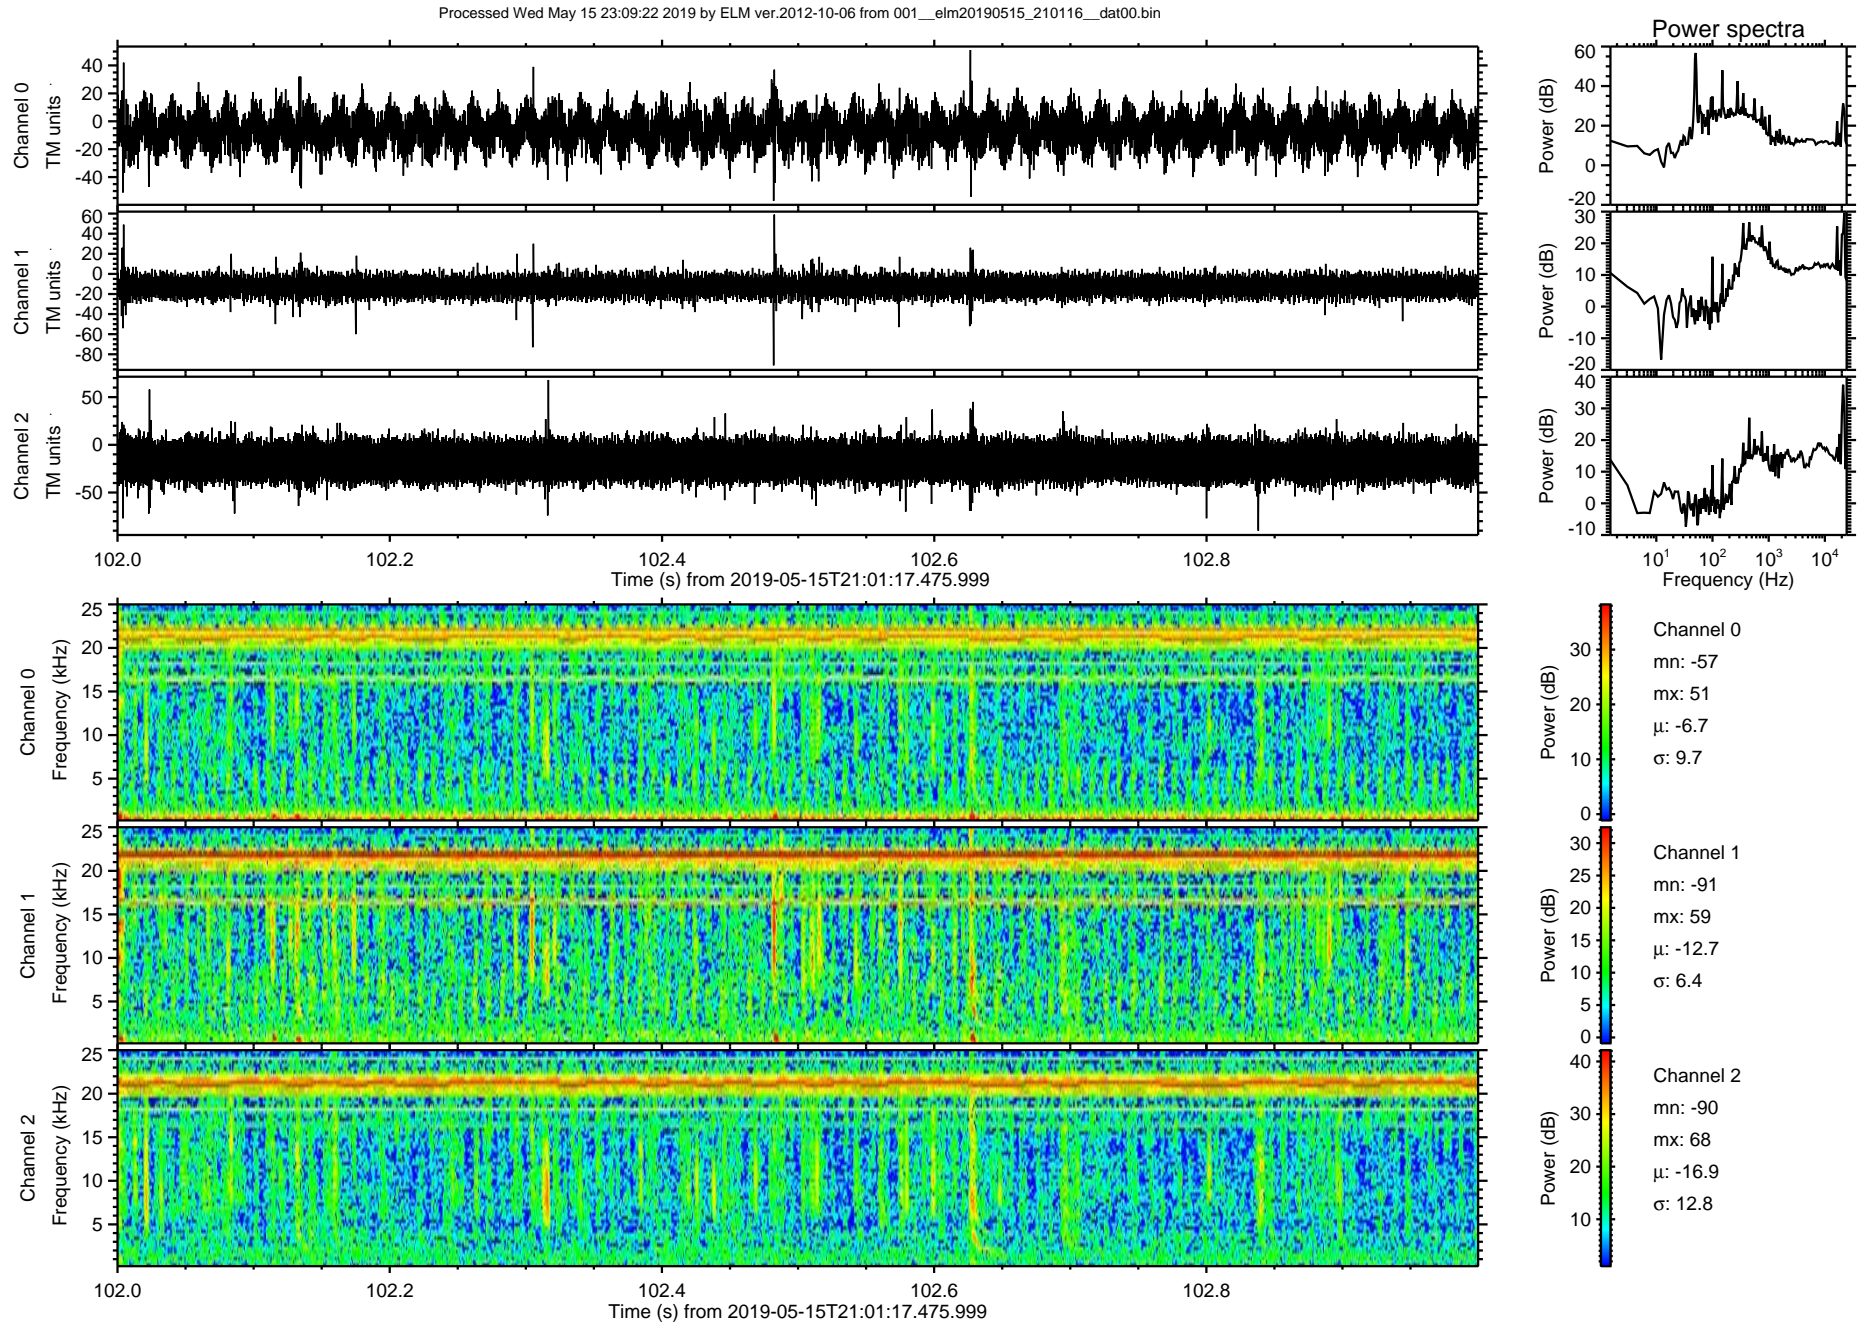 Processed Wed May 15 23:09:22 2019 by ELM ver.2012-10-06 from 001__elm20190515_210116__dat00.bin
Power spectra
Channel 0
TM units
40
20
0
-20
-40
Power (dB)
60
40
20
0
-20
Channel 1
TM units
60
40
20
0
-20
-40
-60
-80
Power (dB)
30
20
10
0
-10
-20
Channel 2
TM units
50
0
-50
Power (dB)
40
30
20
10
0
-10
102.0 102.2 102.4 102.6 102.8
Time (s) from 2019-05-15T21:01:17.475.999
10^1 10^2 10^3 10^4
Frequency (Hz)
Channel 0
Frequency (kHz)
25
20
15
10
5
Power (dB)
30
20
10
0
Channel 0
mn: -57
mx: 51
µ: -6.7
σ: 9.7
Channel 1
Frequency (kHz)
25
20
15
10
5
Power (dB)
30
25
20
15
10
5
0
Channel 1
mn: -91
mx: 59
µ: -12.7
σ: 6.4
Channel 2
Frequency (kHz)
25
20
15
10
5
Power (dB)
40
30
20
10
Channel 2
mn: -90
mx: 68
µ: -16.9
σ: 12.8
102.0 102.2 102.4 102.6 102.8
Time (s) from 2019-05-15T21:01:17.475.999